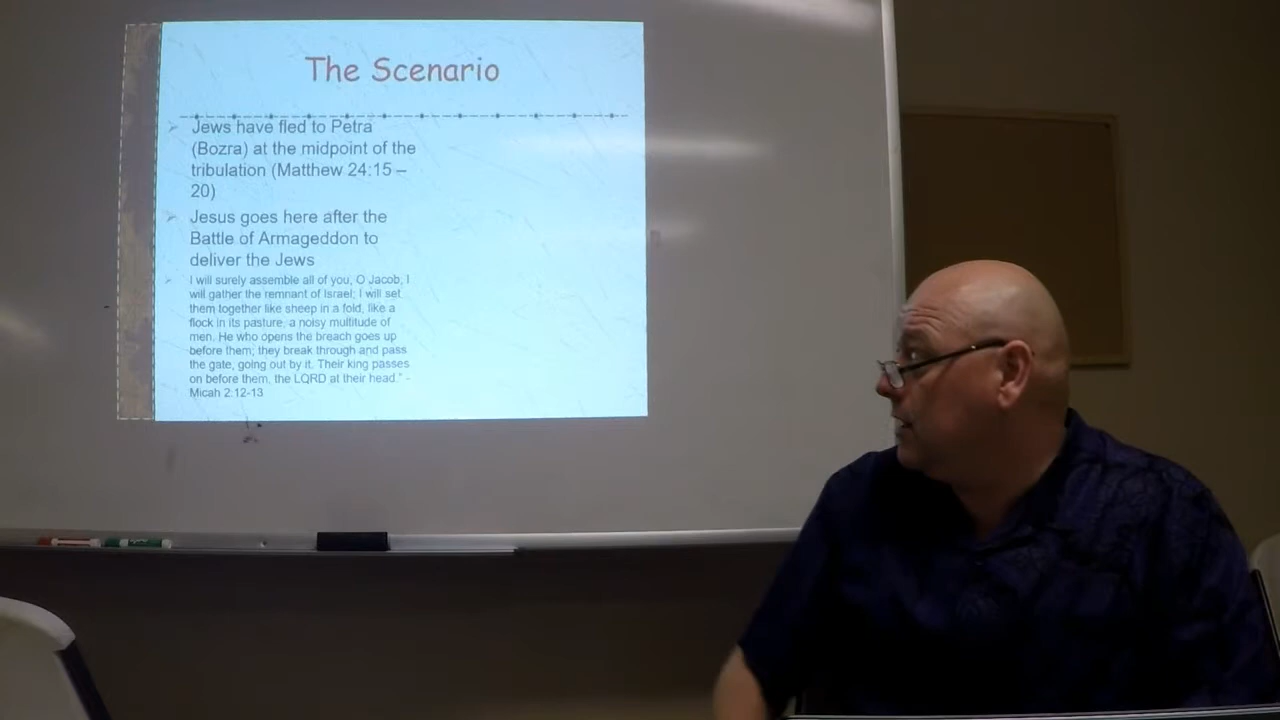 The Scenario
Jews have fled to Petra
(Bozra) at the midpoint of the
tribulation (Matthew 24:15 –
20)
Jesus goes here after the
Battle of Armageddon to
deliver the Jews
I will surely assemble all of you, O Jacob; I
will gather the remnant of Israel; I will set
them together like sheep in a fold, like a
flock in its pasture, a noisy multitude of
men. He who opens the breach goes up
before them; they break through and pass
the gate, going out by it. Their king passes
on before them, the LORD at their head." -
Micah 2:12-13